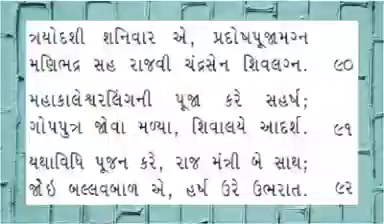 ત્રયોદશી શનિવાર એ, પ્રદોષપૂજામગ્ન
મણિભદ્ર સહ રાજવી ચંદ્રસેન શિવલગ્ન. ૯૦
મહાકાલેશ્વરલિંગની પૂજા કરે સહર્ષ;
ગોપપુત્ર જોવા મળ્યા, શિવાલયે આદર્શ. ૯૧
યથાવિધિ પૂજન કરે, રાજ મંત્રી બે સાથ;
જોઇ બલ્લવબાળ એ, હર્ષ ઉરે ઉભરાત. ૯૨